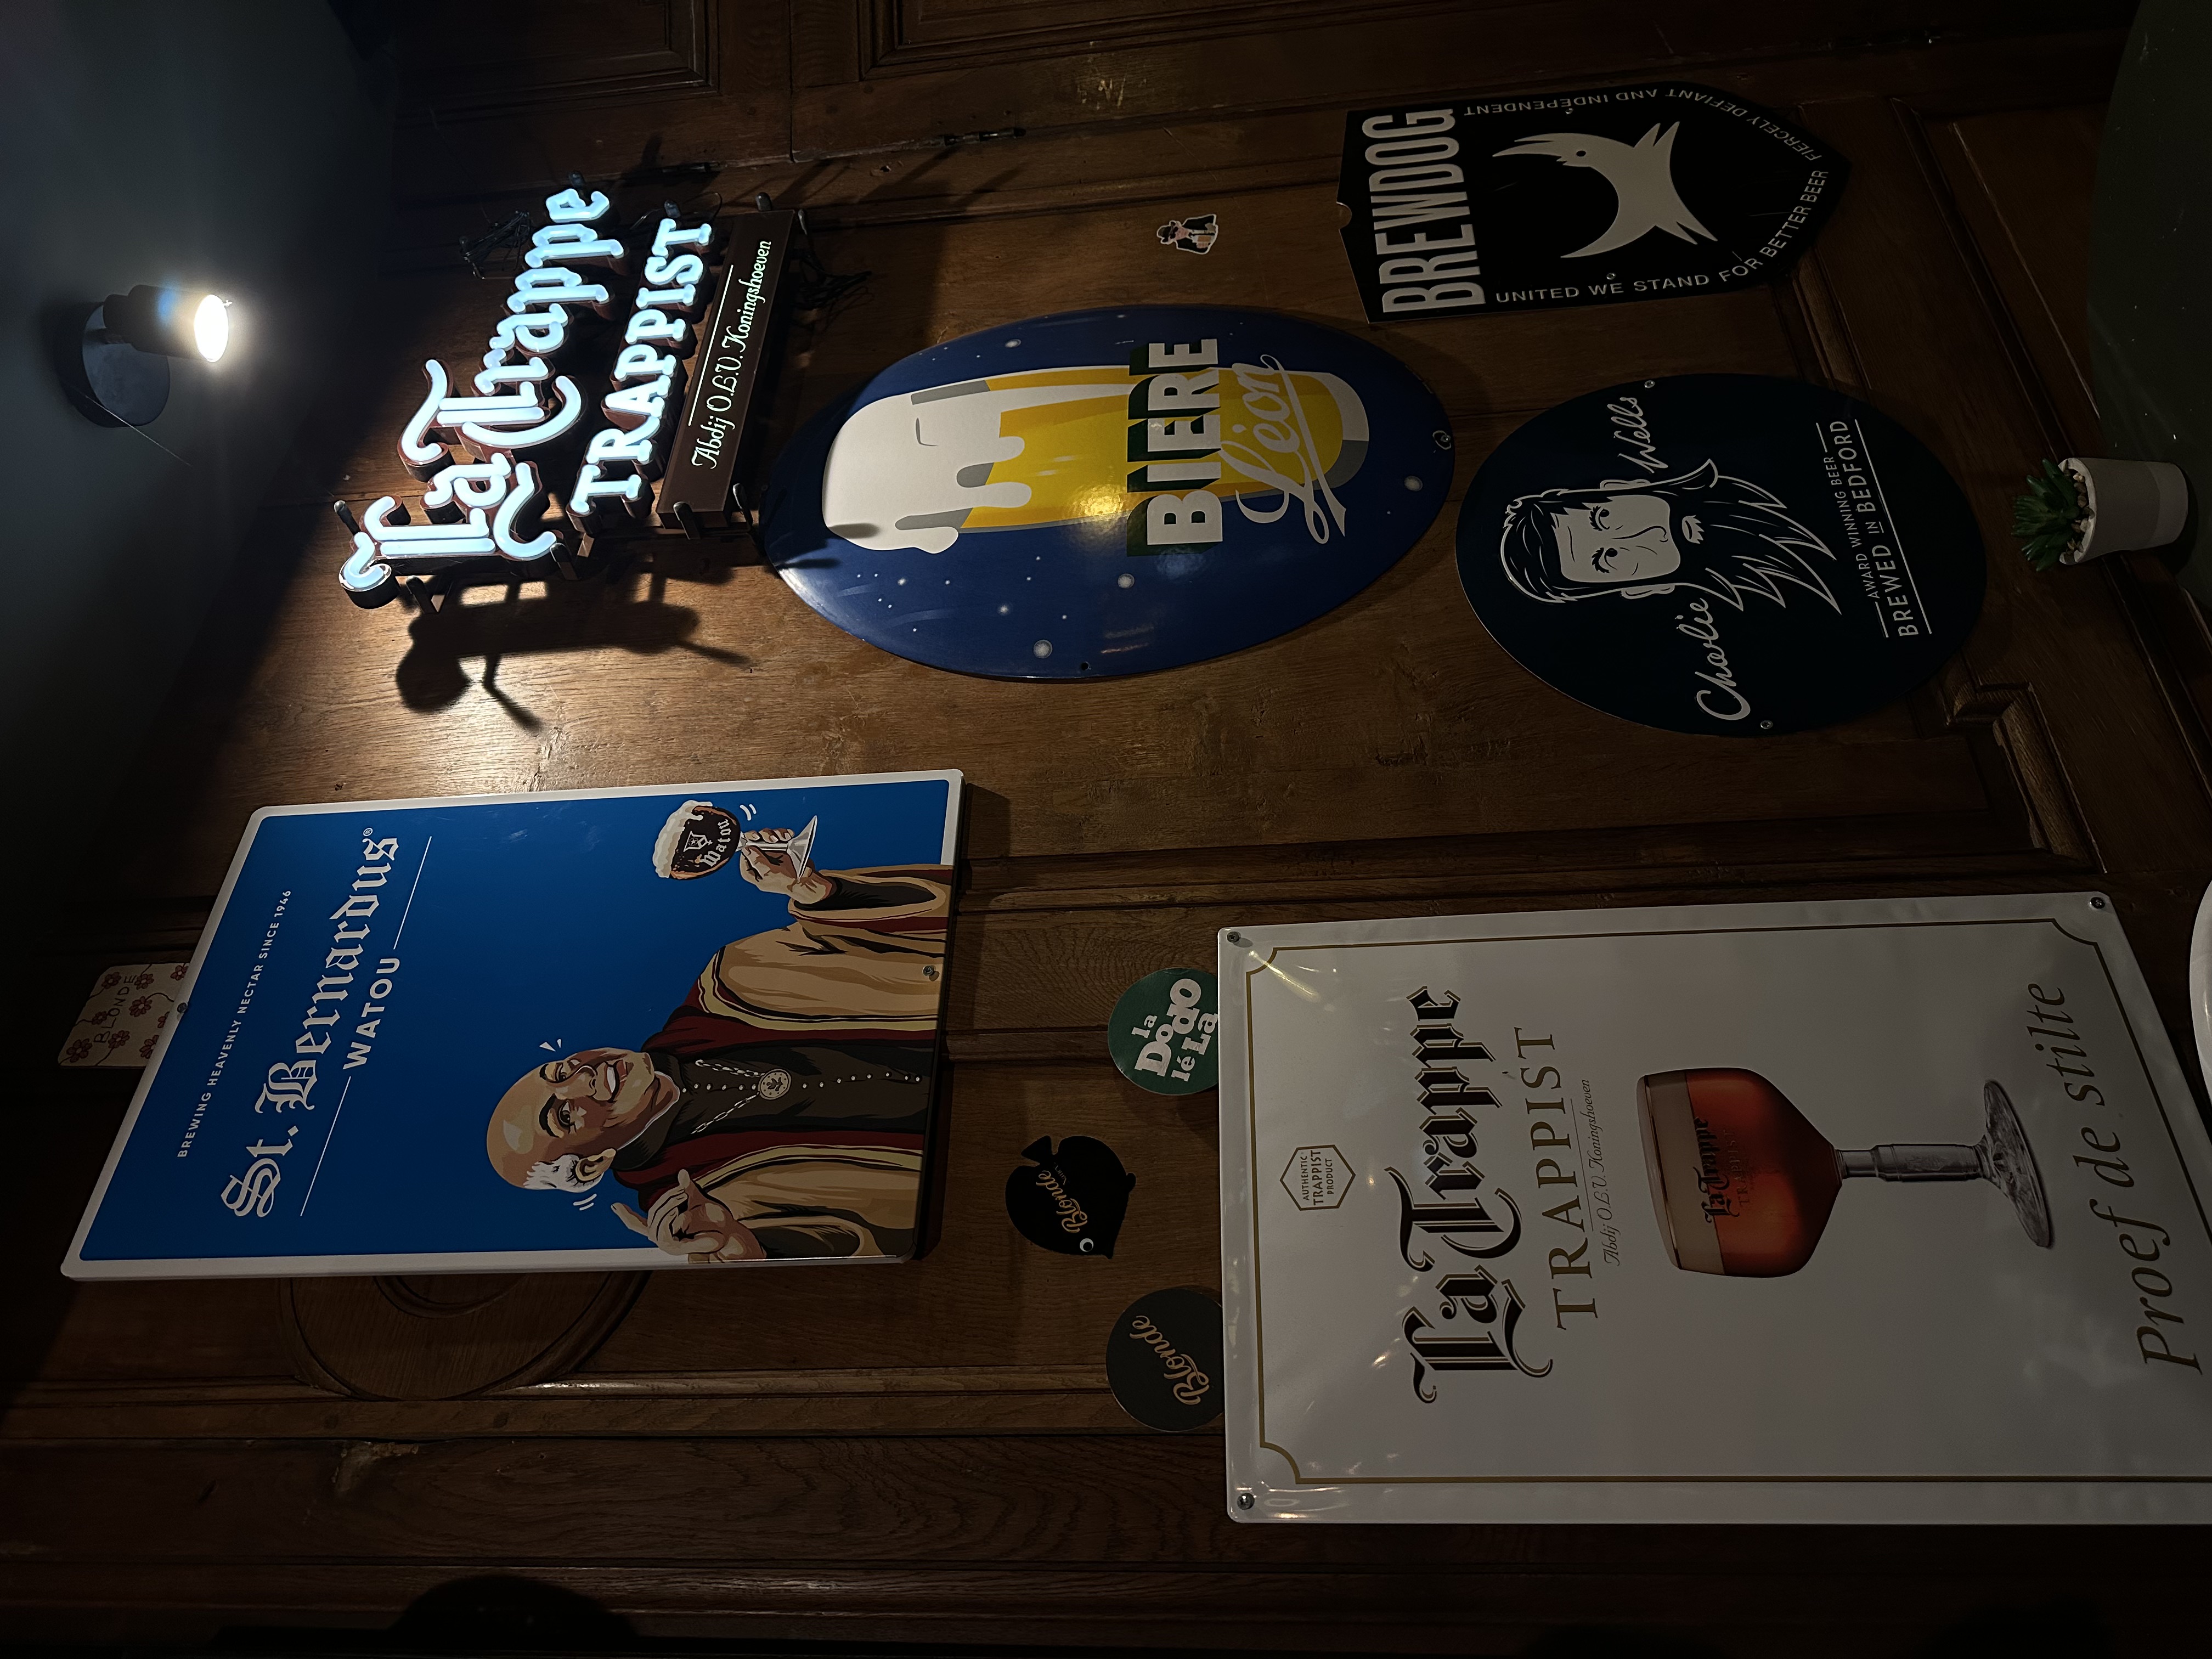 BLONDE
BREWING HEAVENLY NECTAR SINCE 1946
St. Bernardus®
WATOU
Watou
La Trappe
TRAPPIST
Abdij O.L.V. Koningshoeven
BIERE
Léon
Blonde
Blonde
la
Dodo
lé La
AUTHENTIC
TRAPPIST
PRODUCT
La Trappe
TRAPPIST
Abdij O.L.V. Koningshoeven
La Trappe
TRAPPIST
Proef de stilte
BREWDOG
UNITED WE STAND FOR BETTER BEER
FIERCELY DEFIANT AND INDEPENDENT
Charlie Wells
AWARD WINNING BEER
BREWED IN BEDFORD